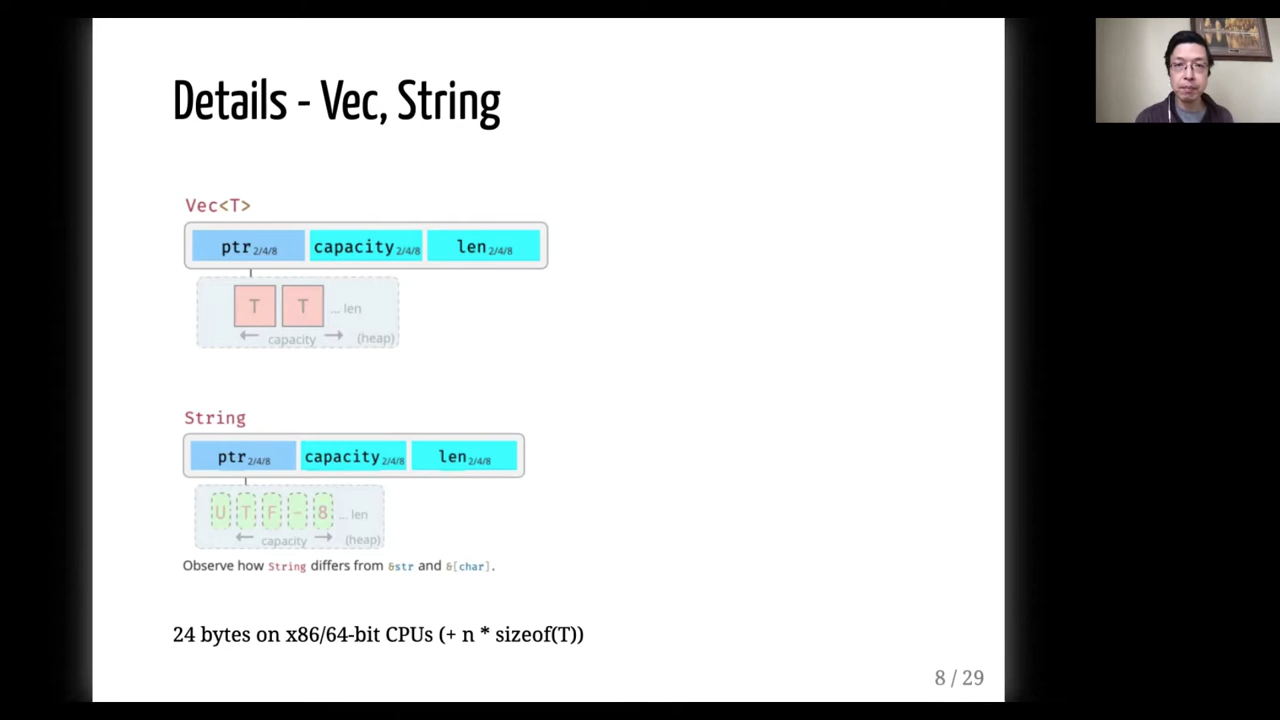 Details - Vec, String
Vec<T>
ptr2/4/8 capacity2/4/8 len2/4/8
T T ... len
← capacity → (heap)
String
ptr2/4/8 capacity2/4/8 len2/4/8
U T F - 8 ... len
← capacity → (heap)
Observe how String differs from &str and &[char].
24 bytes on x86/64-bit CPUs (+ n * sizeof(T))
8 / 29